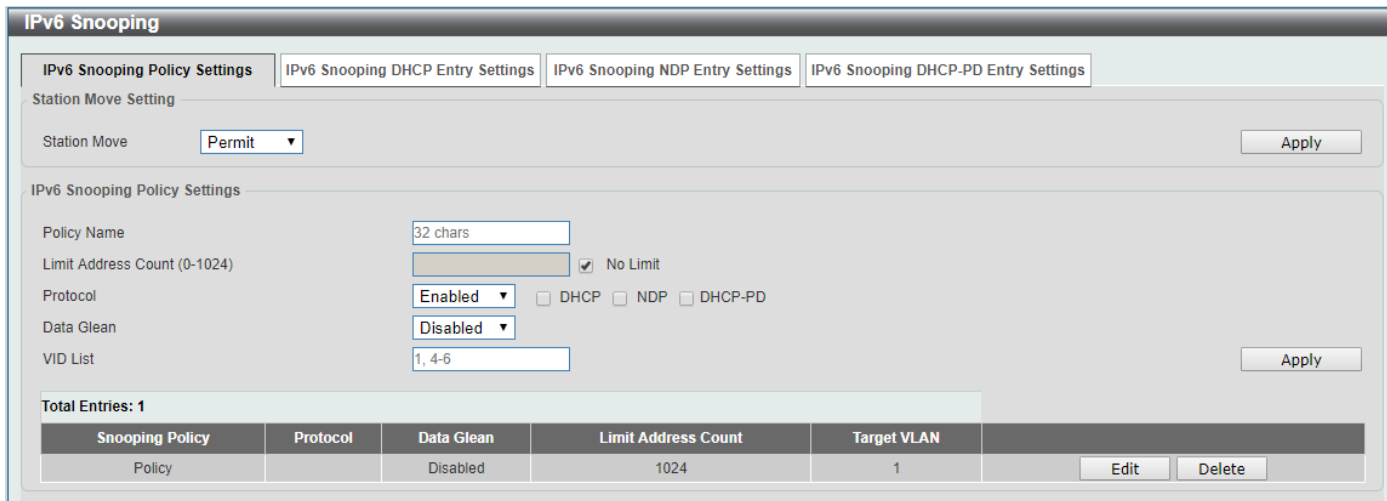 IPv6 Snooping
IPv6 Snooping Policy Settings IPv6 Snooping DHCP Entry Settings IPv6 Snooping NDP Entry Settings IPv6 Snooping DHCP-PD Entry Settings
Station Move Setting
Station Move Permit Apply
IPv6 Snooping Policy Settings
Policy Name 32 chars
Limit Address Count (0-1024) No Limit
Protocol Enabled DHCP NDP DHCP-PD
Data Glean Disabled
VID List 1, 4-6 Apply
Total Entries: 1
Snooping Policy Protocol Data Glean Limit Address Count Target VLAN
Policy Disabled 1024 1 Edit Delete